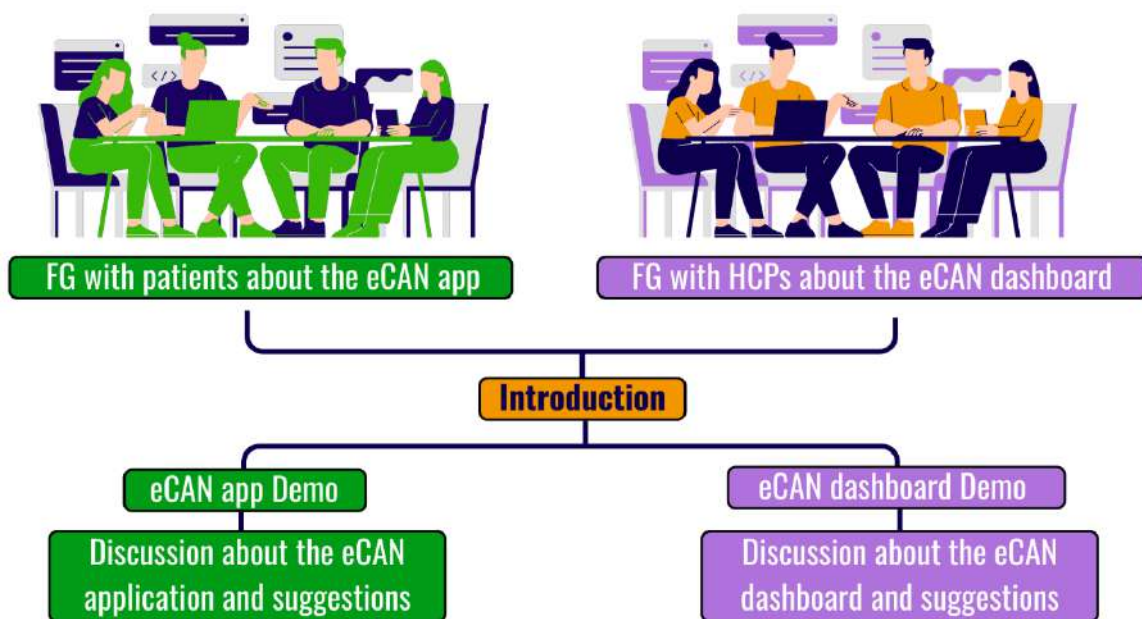 </>
</>
FG with patients about the eCAN app
FG with HCPs about the eCAN dashboard
Introduction
eCAN app Demo
eCAN dashboard Demo
Discussion about the eCAN
application and suggestions
Discussion about the eCAN
dashboard and suggestions